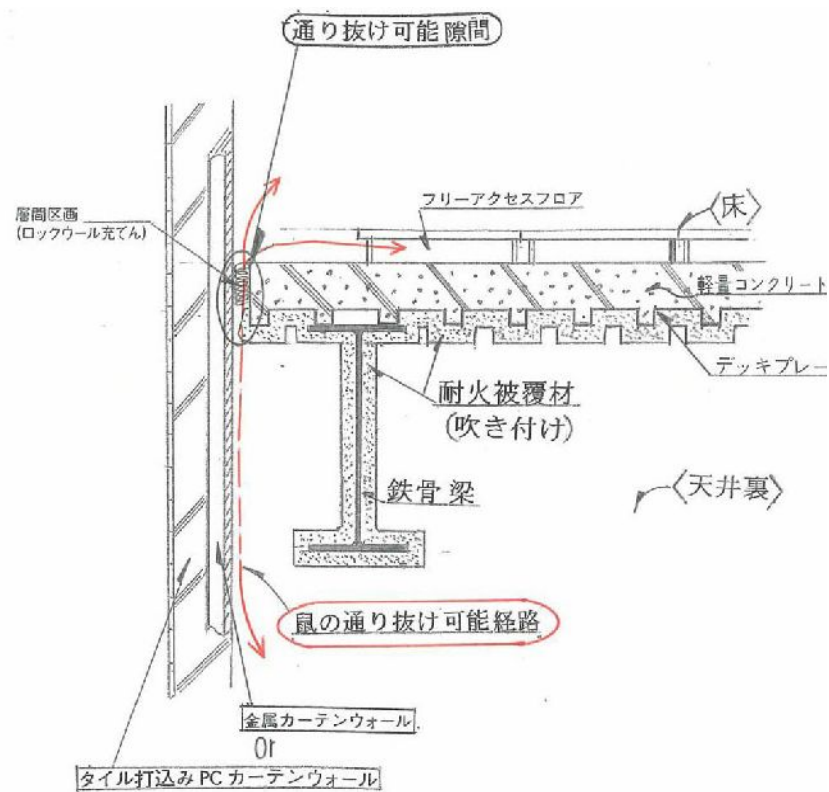 通り抜け可能隙間
フリーアクセスフロア
〈床〉
層間区画
(ロックウール充てん)
軽量コンクリート
デッキプレー
耐火被覆材
(吹き付け)
鉄骨梁
〈天井裏〉
鼠の通り抜け可能経路
金属カーテンウォール
10
タイル打込みPCカーテンウォール